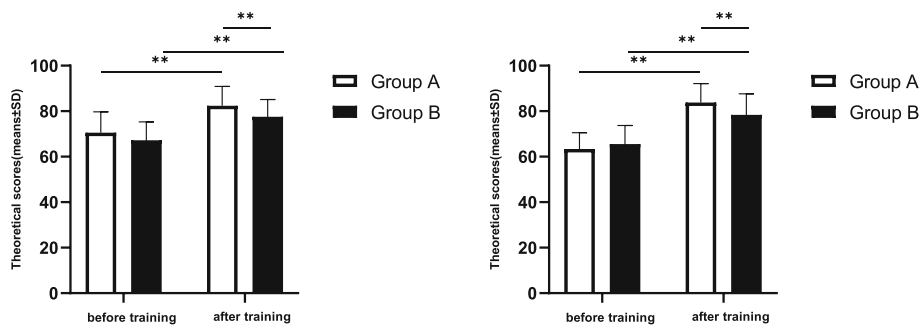 **
**
**
100
80
60
40
20
0
Theoretical scores(means±SD)
before training
after training
Group A
Group B
**
**
**
100
80
60
40
20
0
Theoretical scores(means±SD)
before training
after training
Group A
Group B